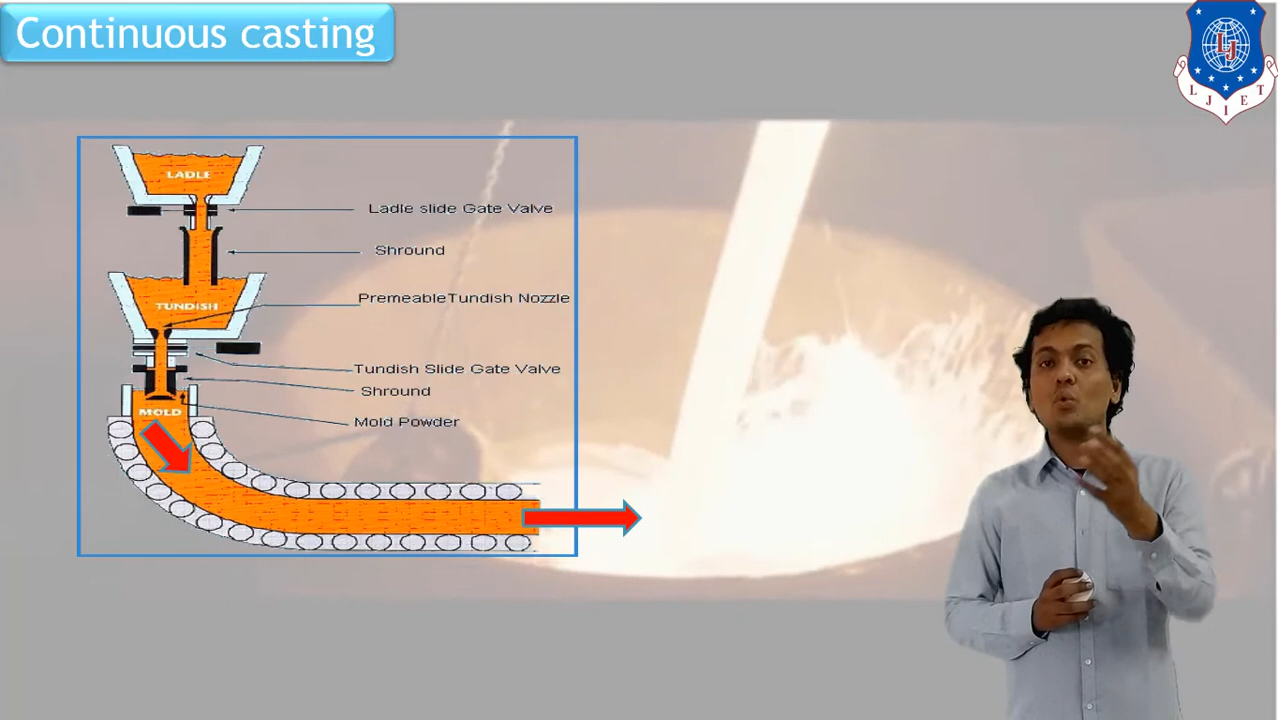 Continuous casting
LJ
L J I E T
LADLE
Ladle slide Gate Valve
Shround
TUNDISH
PremeableTundish Nozzle
Tundish Slide Gate Valve
Shround
MOLD
Mold Powder